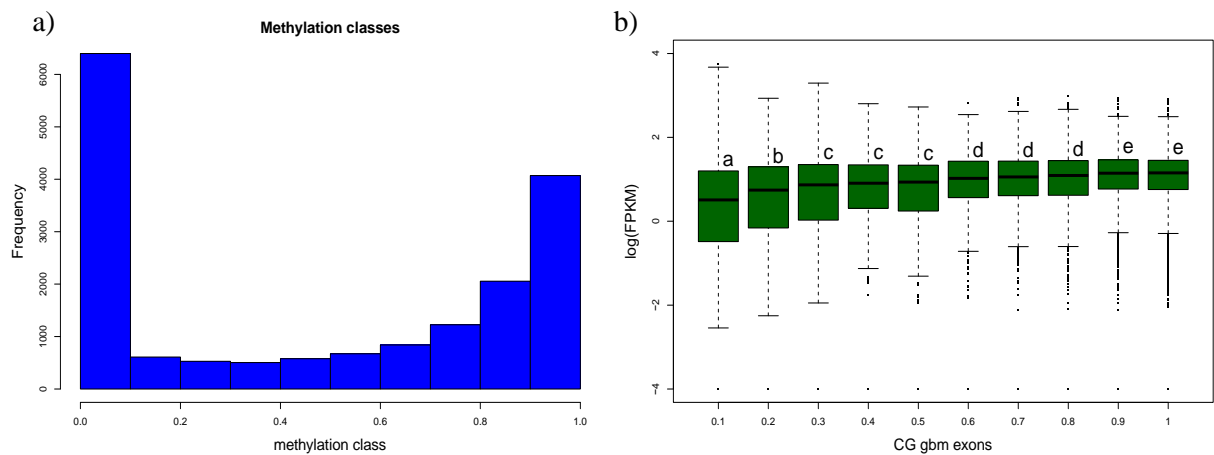 a)
Methylation classes
Frequency
6000
5000
4000
3000
2000
1000
0
0.0 0.2 0.4 0.6 0.8 1.0
methylation class
b)
log(FPKM)
4
2
0
-2
-4
a b c c c d d d e e
0.1 0.2 0.3 0.4 0.5 0.6 0.7 0.8 0.9 1
CG gbm exons